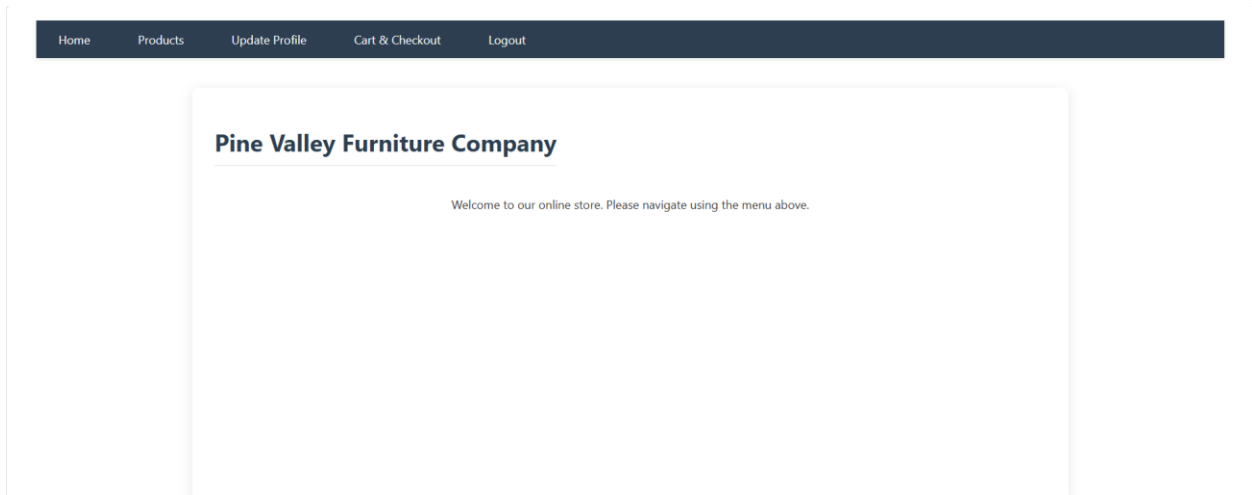 Home Products Update Profile Cart & Checkout Logout
Pine Valley Furniture Company
Welcome to our online store. Please navigate using the menu above.